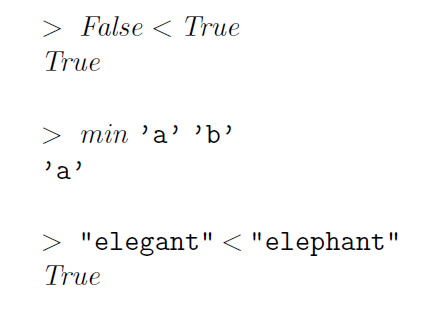 > False < True
True
> min 'a' 'b'
'a'
> "elegant" < "elephant"
True